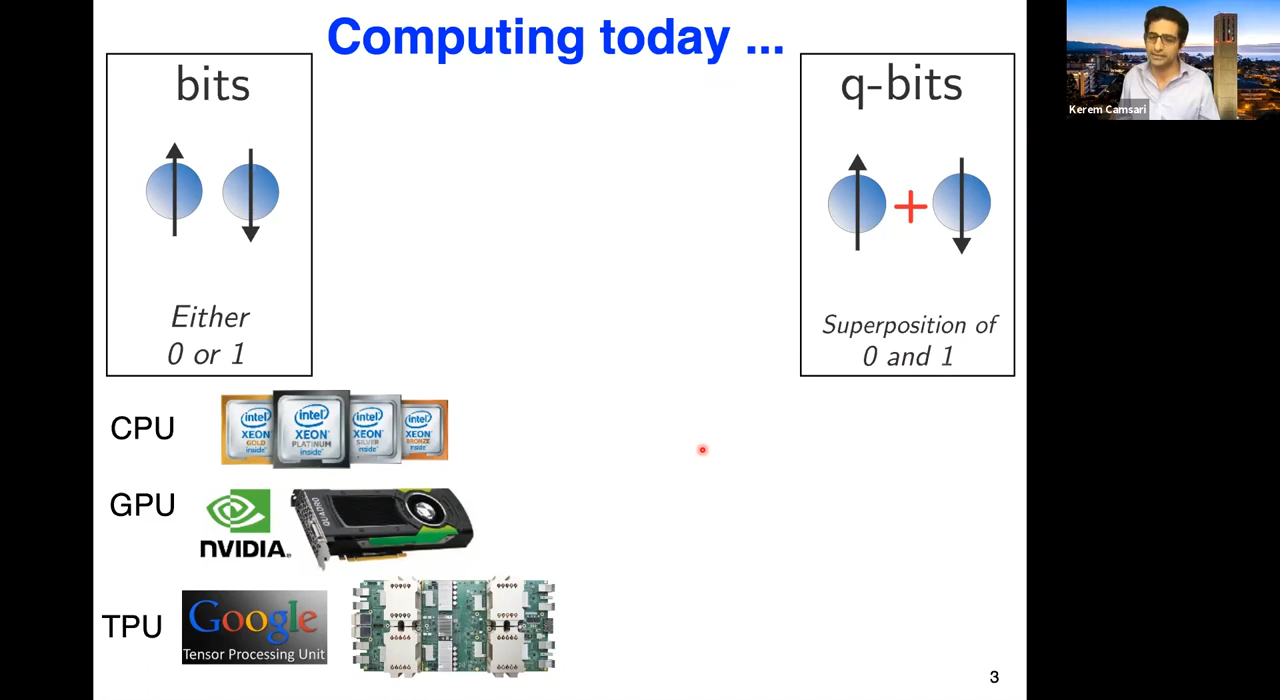 Computing today ...
bits
Either
0 or 1
q-bits
+
Superposition of
0 and 1
Kerem Camsari
CPU
intel
XEON
GOLD
inside
intel
XEON
PLATINUM
inside
intel
XEON
SILVER
inside
intel
XEON
BRONZE
inside
GPU
NVIDIA.
QUADRO
TPU
Google
Tensor Processing Unit
3